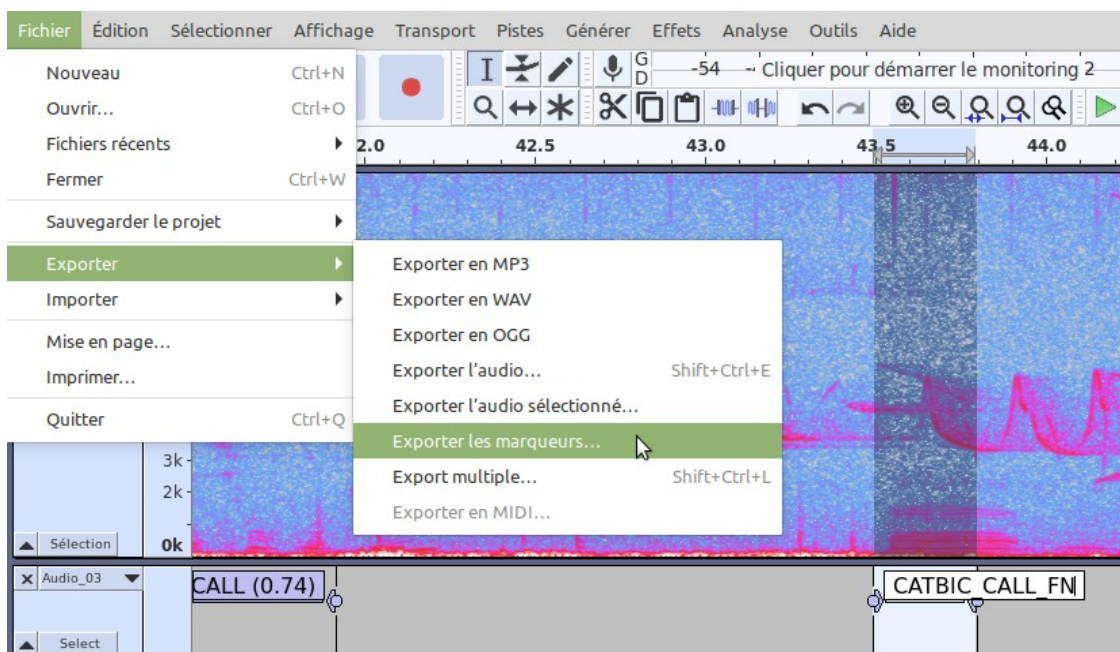 Fichier Édition Sélectionner Affichage Transport Pistes Générer Effets Analyse Outils Aide
Nouveau Ctrl+N
Ouvrir... Ctrl+O
Fichiers récents
Fermer Ctrl+W
Sauvegarder le projet
Exporter
Importer
Mise en page...
Imprimer...
Quitter Ctrl+Q
Exporter en MP3
Exporter en WAV
Exporter en OGG
Exporter l'audio... Shift+Ctrl+E
Exporter l'audio sélectionné...
Exporter les marqueurs...
Export multiple... Shift+Ctrl+L
Exporter en MIDI...
G
D
-54 Cliquer pour démarrer le monitoring 2
2.0 42.5 43.0 43.5 44.0
3k
2k
0k
Sélection
Audio_03
CALL (0.74)
CATBIC_CALL_FN
Select